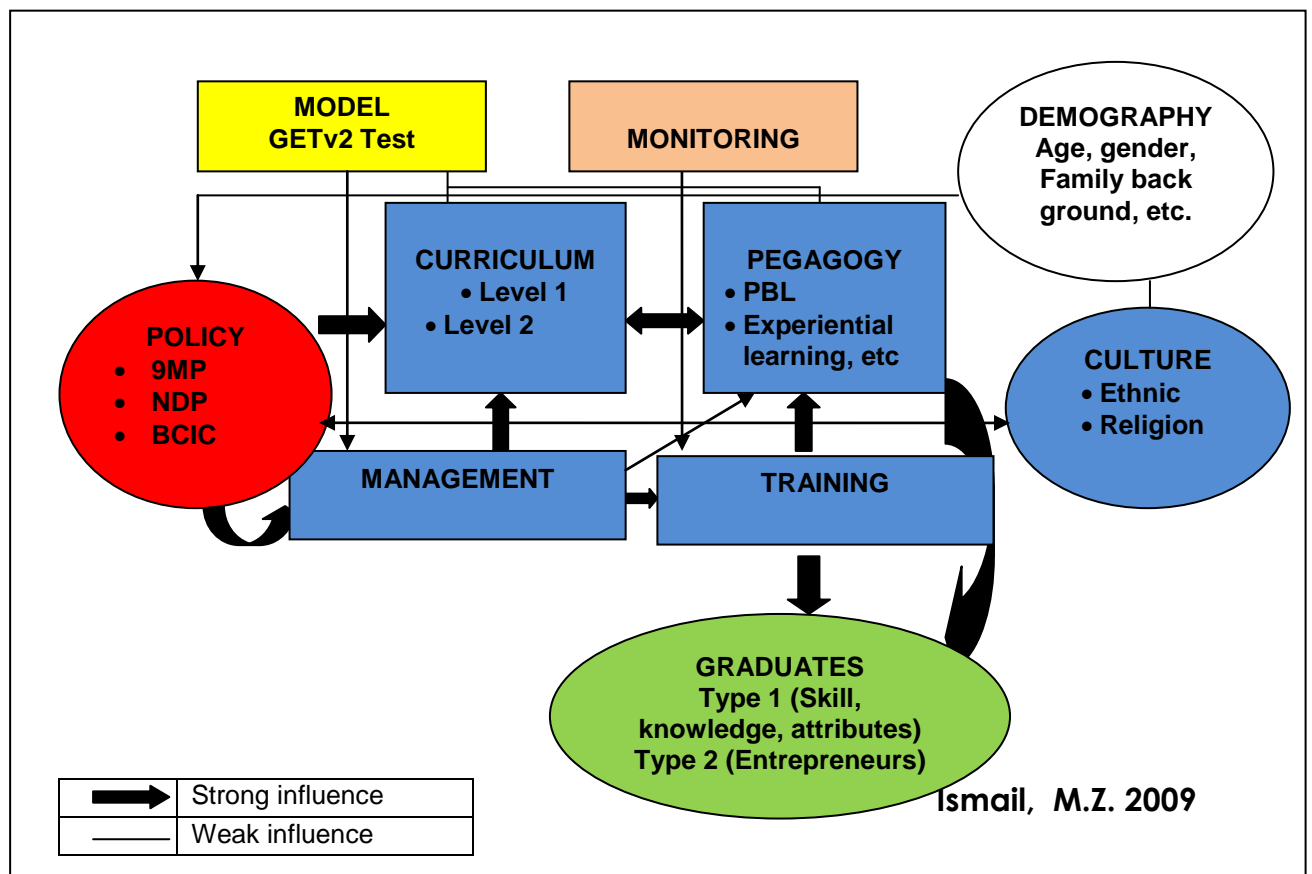 MODEL
GETv2 Test
MONITORING
DEMOGRAPHY
Age, gender,
Family back
ground, etc.
CURRICULUM
• Level 1
• Level 2
PEGAGOGY
• PBL
• Experiential
learning, etc
POLICY
• 9MP
• NDP
• BCIC
CULTURE
• Ethnic
• Religion
MANAGEMENT
TRAINING
GRADUATES
Type 1 (Skill,
knowledge, attributes)
Type 2 (Entrepreneurs)
Strong influence
Weak influence
Ismail, M.Z. 2009